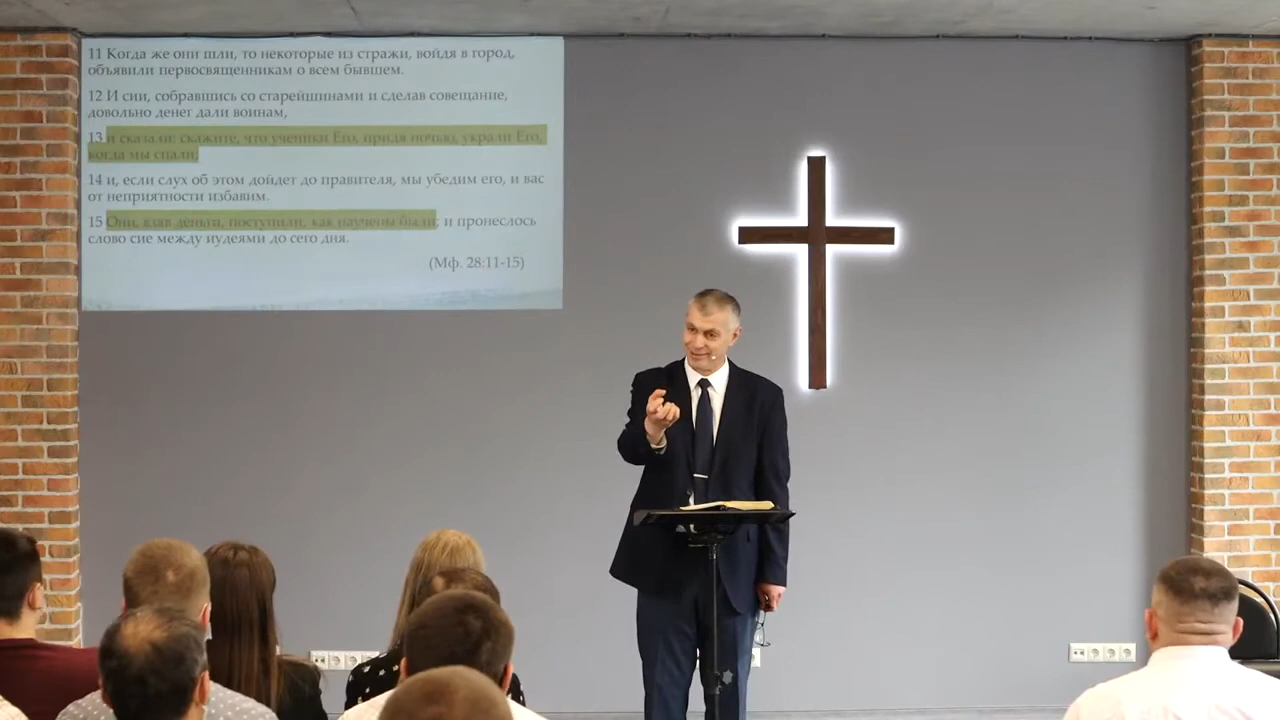 11 Когда же они шли, то некоторые из стражи, войдя в город,
объявили первосвященникам о всем бывшем.
12 И сии, собравшись со старейшинами и сделав совещание,
довольно денег дали воинам,
13 и сказали: скажите, что ученики Его, придя ночью, украли Его,
когда мы спали;
14 и, если слух об этом дойдет до правителя, мы убедим его, и вас
от неприятности избавим.
15 Они, взяв деньги, поступили, как научены были; и пронеслось
слово сие между иудеями до сего дня.
(Мф. 28:11-15)